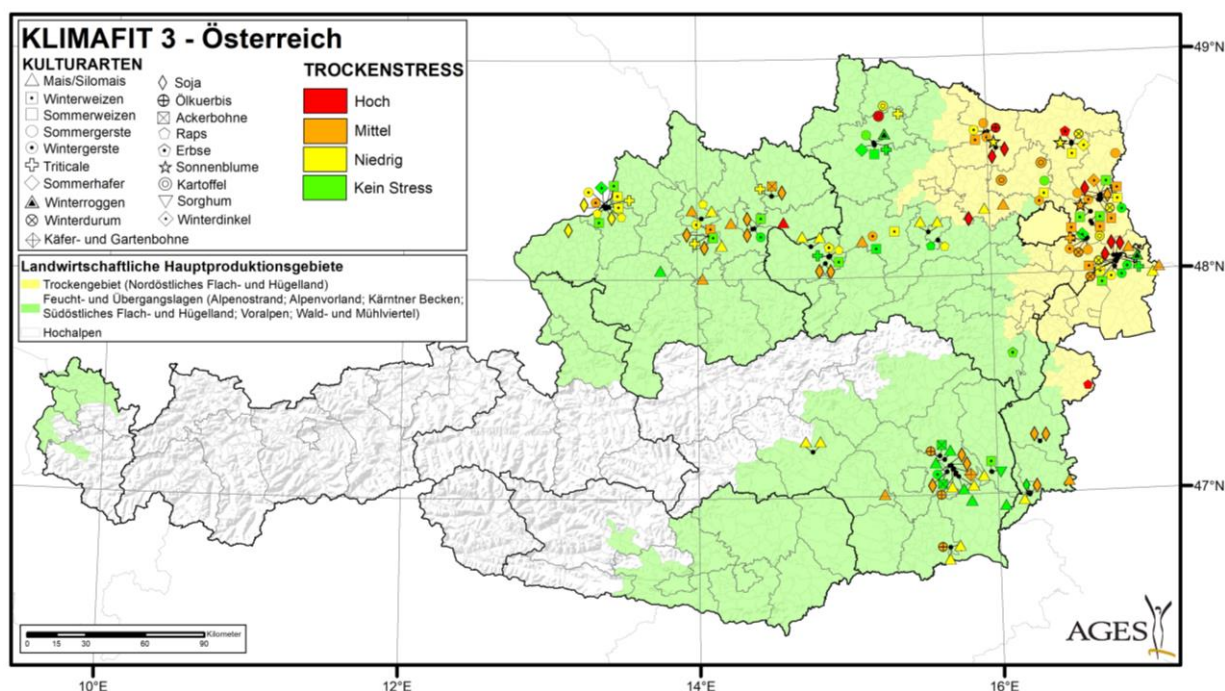 KLIMAFIT 3 - Österreich
KULTURARTEN
Mais/Silomais
Winterweizen
Sommerweizen
Sommergerste
Wintergerste
Triticale
Sommerhafer
Winterroggen
Winterdurum
Käfer- und Gartenbohne
Soja
Ölkuerbis
Ackerbohne
Raps
Erbse
Sonnenblume
Kartoffel
Sorghum
Winterdinkel
TROCKENSTRESS
Hoch
Mittel
Niedrig
Kein Stress
Landwirtschaftliche Hauptproduktionsgebiete
Trockengebiet (Nordöstliches Flach- und Hügelland)
Feucht- und Übergangslagen (Alpenostrand; Alpenvorland; Kärntner Becken;
Südöstliches Flach- und Hügelland; Voralpen; Wald- und Mühlviertel)
Hochalpen
49°N
48°N
47°N
Kilometer
0 15 30 60 90
AGES
10°E 12°E 14°E 16°E